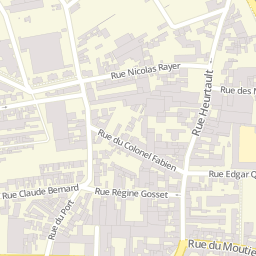 Rue Nicolas Rayer
Rue Heurtault
Rue des
Rue du Colonel Fabien
Rue Edgar
Rue Claude Bernard
Rue Régine Gosset
Rue du Port
Rue du Moutie